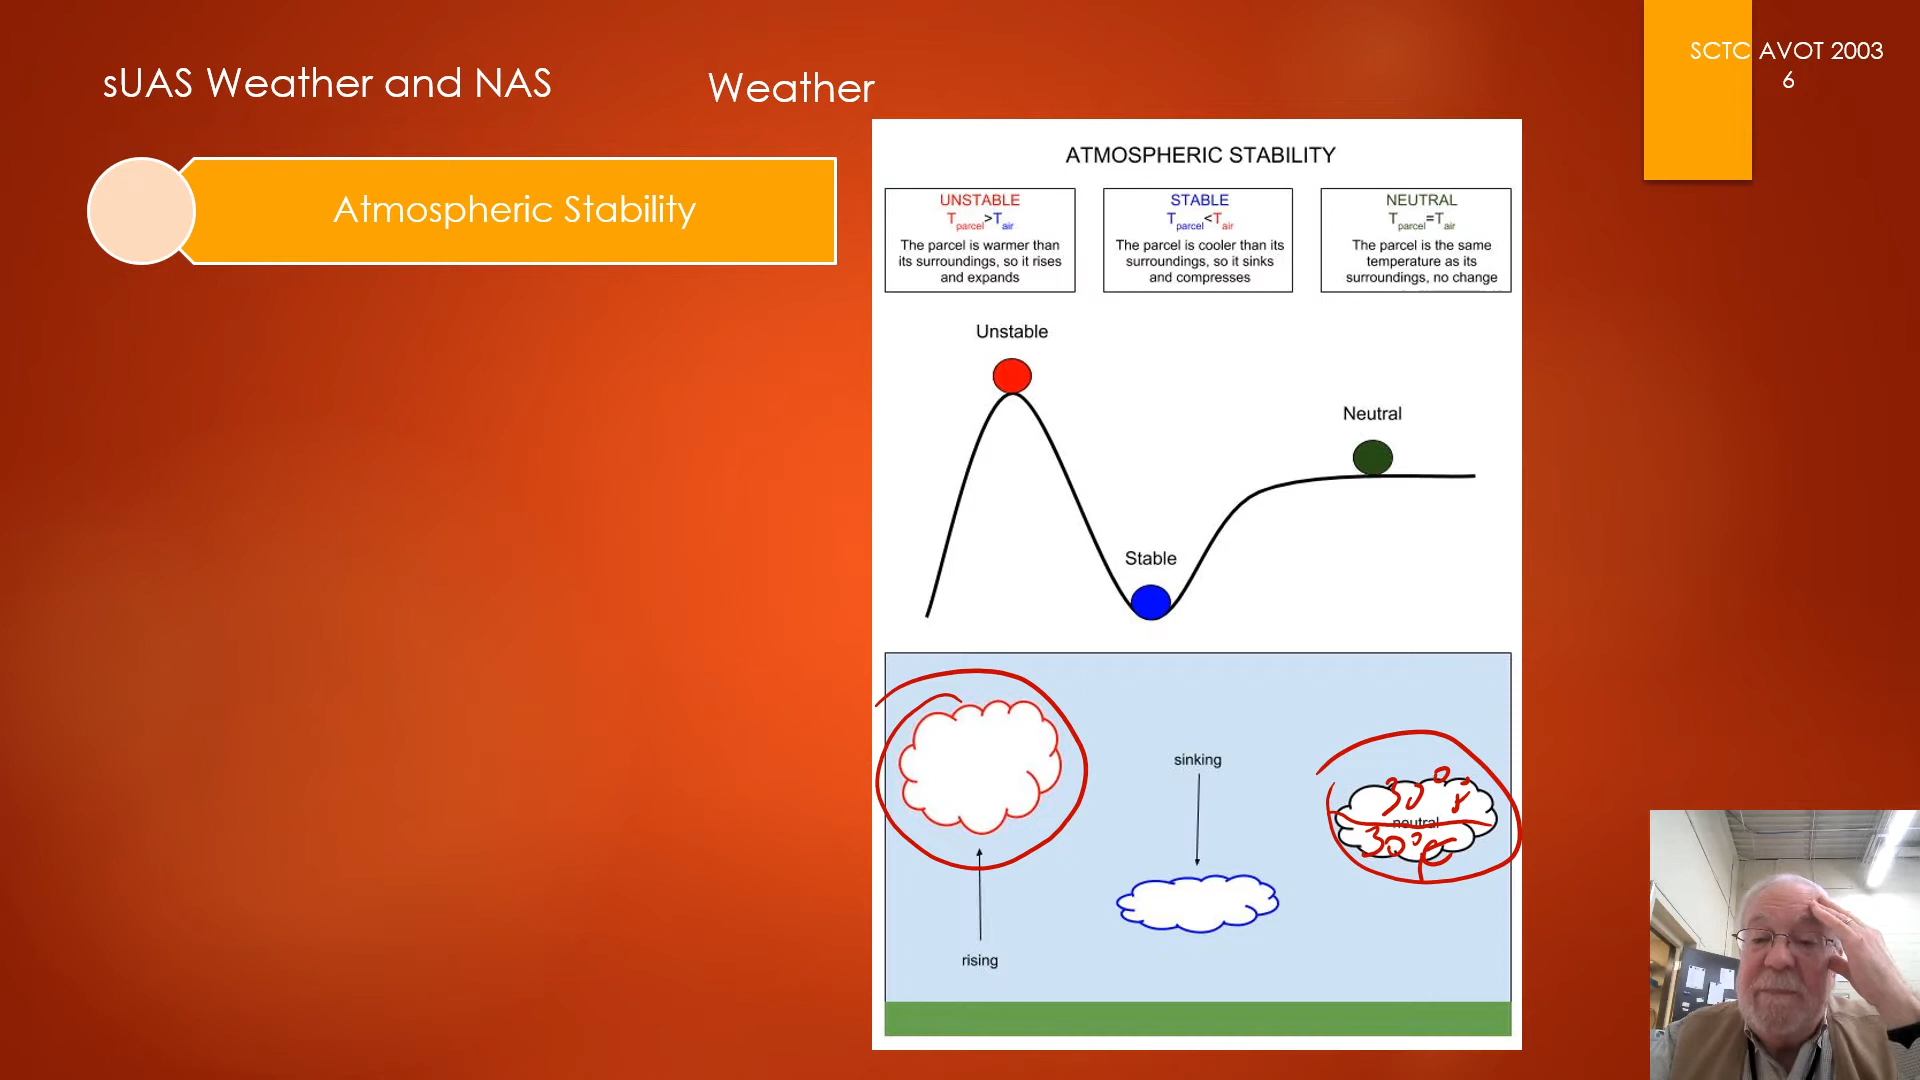 sUAS Weather and NAS
Weather
SCTC AVOT 2003
6
Atmospheric Stability
ATMOSPHERIC STABILITY
UNSTABLE
Tparcel>Tair
The parcel is warmer than
its surroundings, so it rises
and expands
STABLE
Tparcel<Tair
The parcel is cooler than its
surroundings, so it sinks
and compresses
NEUTRAL
Tparcel=Tair
The parcel is the same
temperature as its
surroundings, no change
Unstable
Neutral
Stable
sinking
30°
neutral
30°
rising